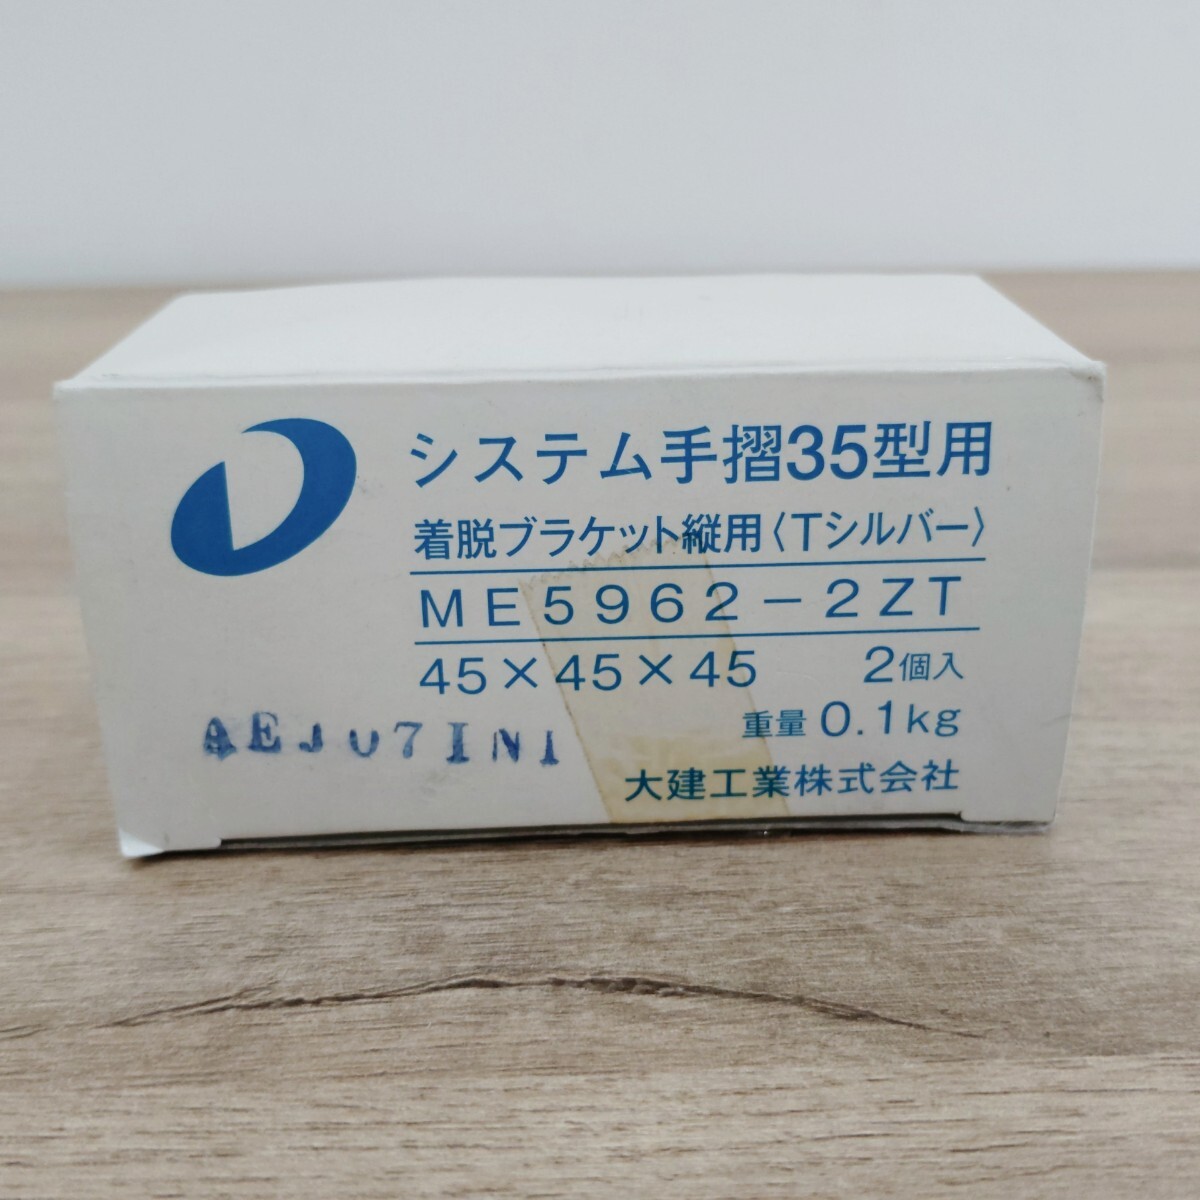 システム手摺35型用
着脱ブラケット縦用〈Tシルバー〉
ME5962-2ZT
45×45×45 2個入
重量 0.1kg
AEJ07IN1
大建工業株式会社